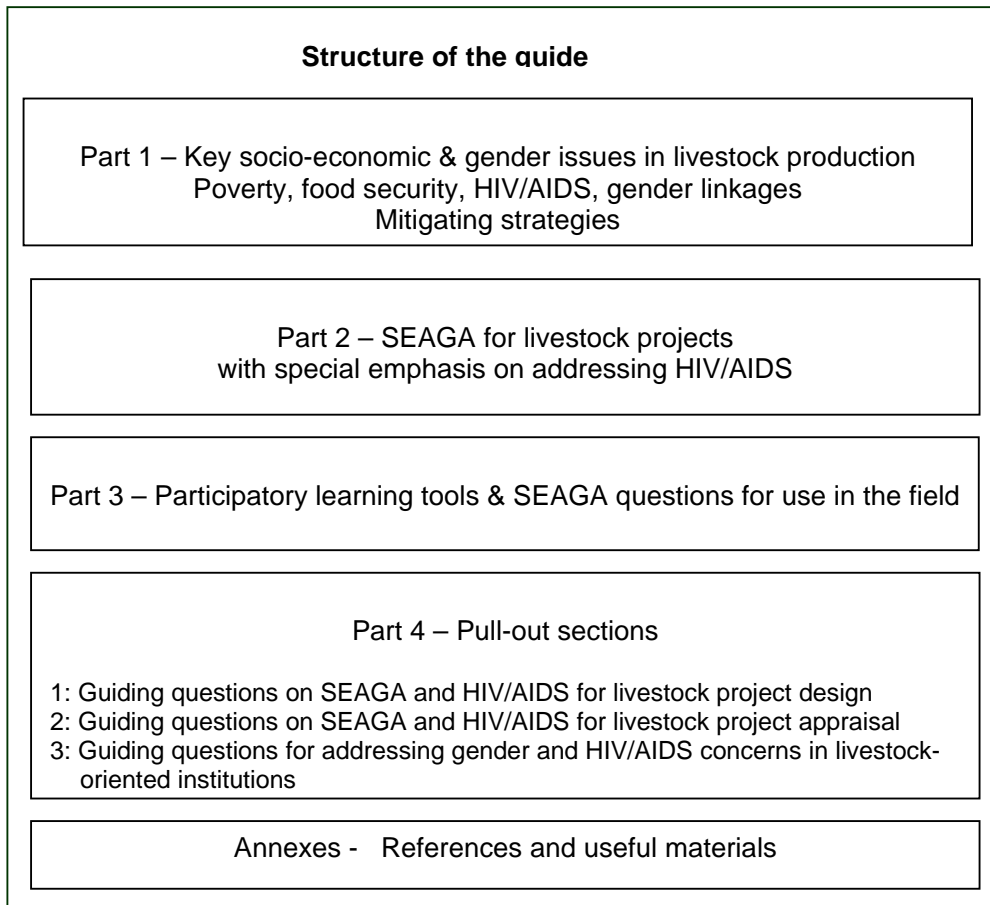 Structure of the guide
Part 1 – Key socio-economic & gender issues in livestock production
Poverty, food security, HIV/AIDS, gender linkages
Mitigating strategies
Part 2 – SEAGA for livestock projects
with special emphasis on addressing HIV/AIDS
Part 3 – Participatory learning tools & SEAGA questions for use in the field
Part 4 – Pull-out sections
1: Guiding questions on SEAGA and HIV/AIDS for livestock project design
2: Guiding questions on SEAGA and HIV/AIDS for livestock project appraisal
3: Guiding questions for addressing gender and HIV/AIDS concerns in livestock-
oriented institutions
Annexes - References and useful materials